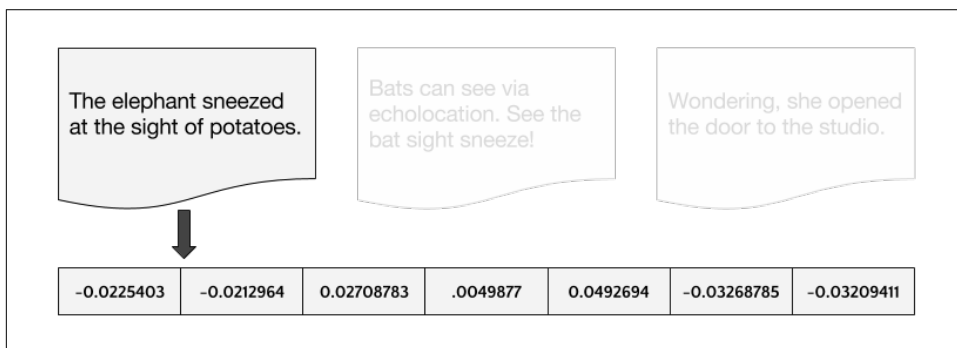 The elephant sneezed
at the sight of potatoes.
Bats can see via
echolocation. See the
bat sight sneeze!
Wondering, she opened
the door to the studio.
-0.0225403 -0.0212964 0.02708783 .0049877 0.0492694 -0.03268785 -0.03209411